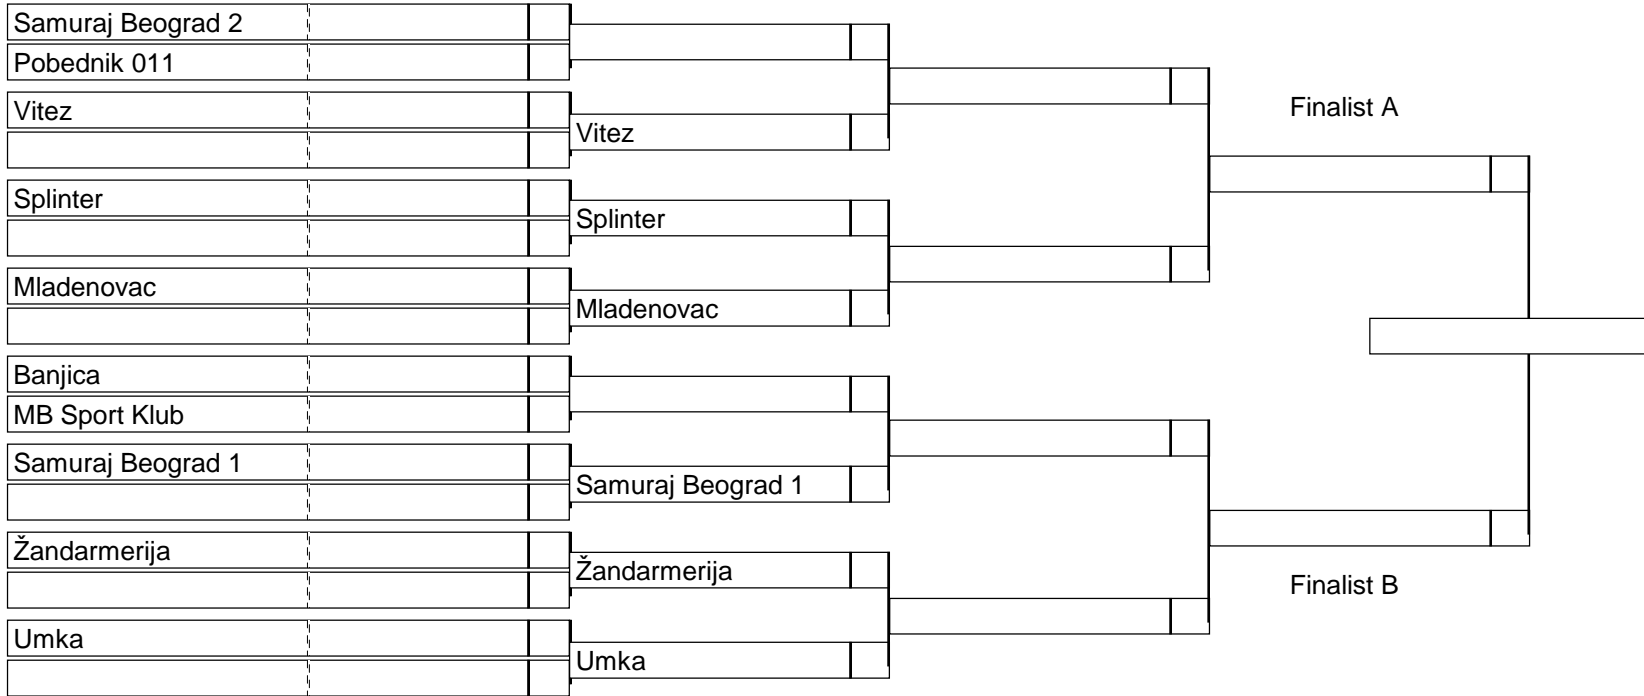 Samuraj Beograd 2
Pobednik 011
Vitez
Splinter
Mladenovac
Banjica
MB Sport Klub
Samuraj Beograd 1
Žandarmerija
Umka
Vitez
Splinter
Mladenovac
Samuraj Beograd 1
Žandarmerija
Umka
Finalist A
Finalist B